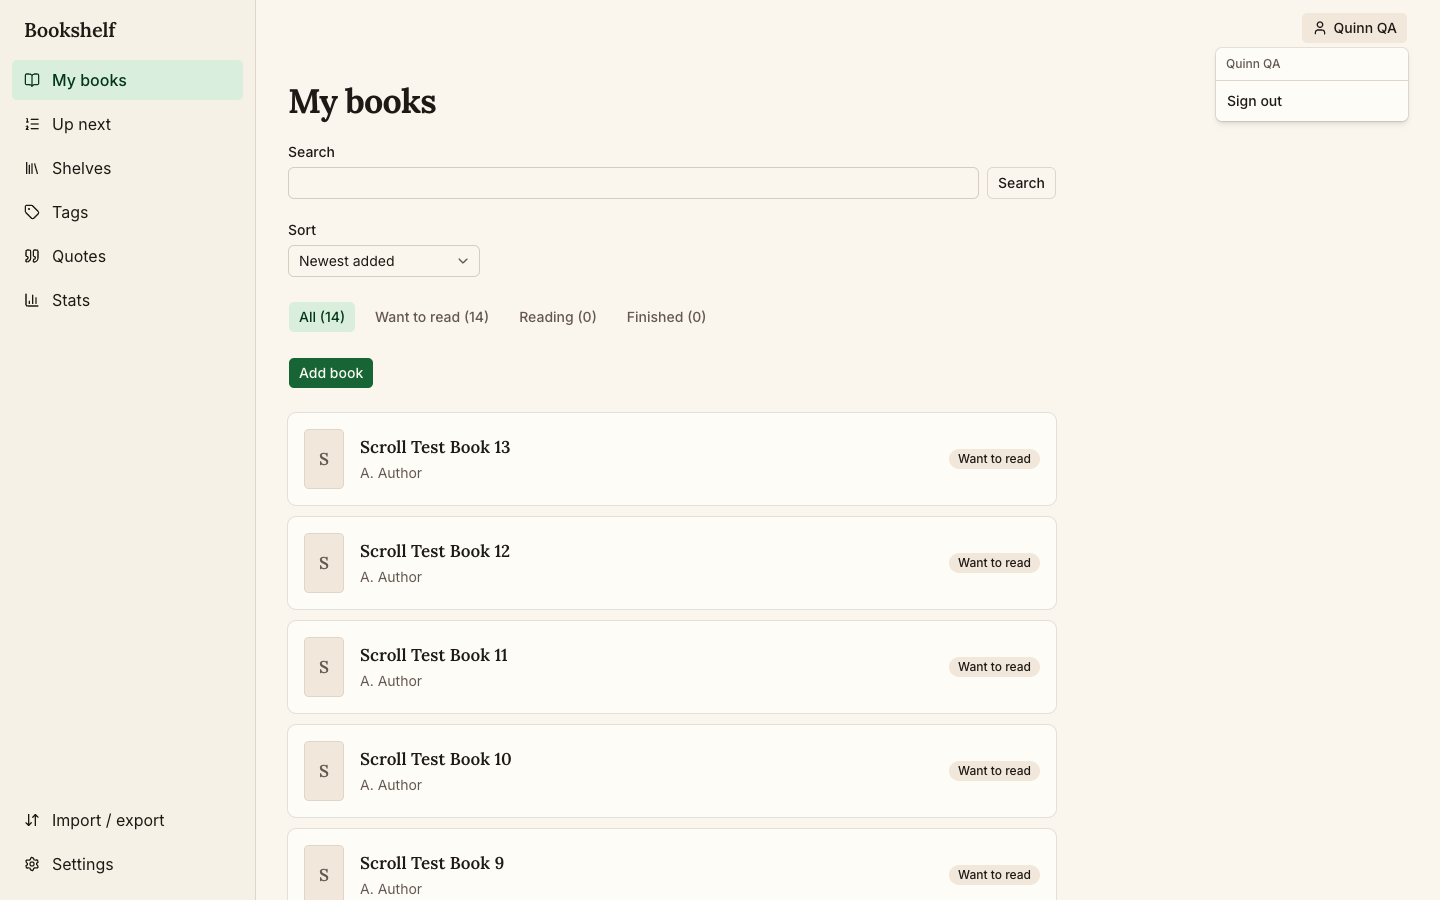 Bookshelf
My books
Up next
Shelves
Tags
Quotes
Stats
Import / export
Settings
Quinn QA
Quinn QA
Sign out
My books
Search
Search
Sort
Newest added
All (14) Want to read (14) Reading (0) Finished (0)
Add book
S
Scroll Test Book 13
A. Author
Want to read
S
Scroll Test Book 12
A. Author
Want to read
S
Scroll Test Book 11
A. Author
Want to read
S
Scroll Test Book 10
A. Author
Want to read
S
Scroll Test Book 9
A. Author
Want to read